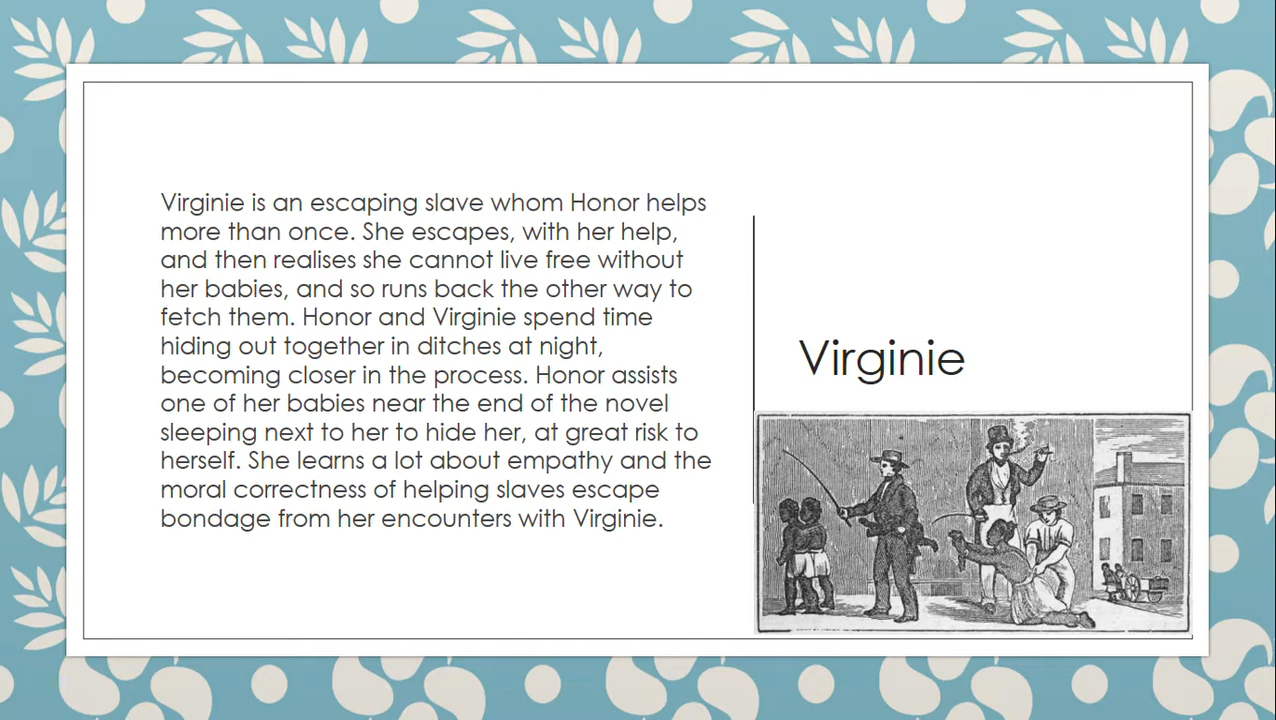 Virginie is an escaping slave whom Honor helps
more than once. She escapes, with her help,
and then realises she cannot live free without
her babies, and so runs back the other way to
fetch them. Honor and Virginie spend time
hiding out together in ditches at night,
becoming closer in the process. Honor assists
one of her babies near the end of the novel
sleeping next to her to hide her, at great risk to
herself. She learns a lot about empathy and the
moral correctness of helping slaves escape
bondage from her encounters with Virginie.
Virginie